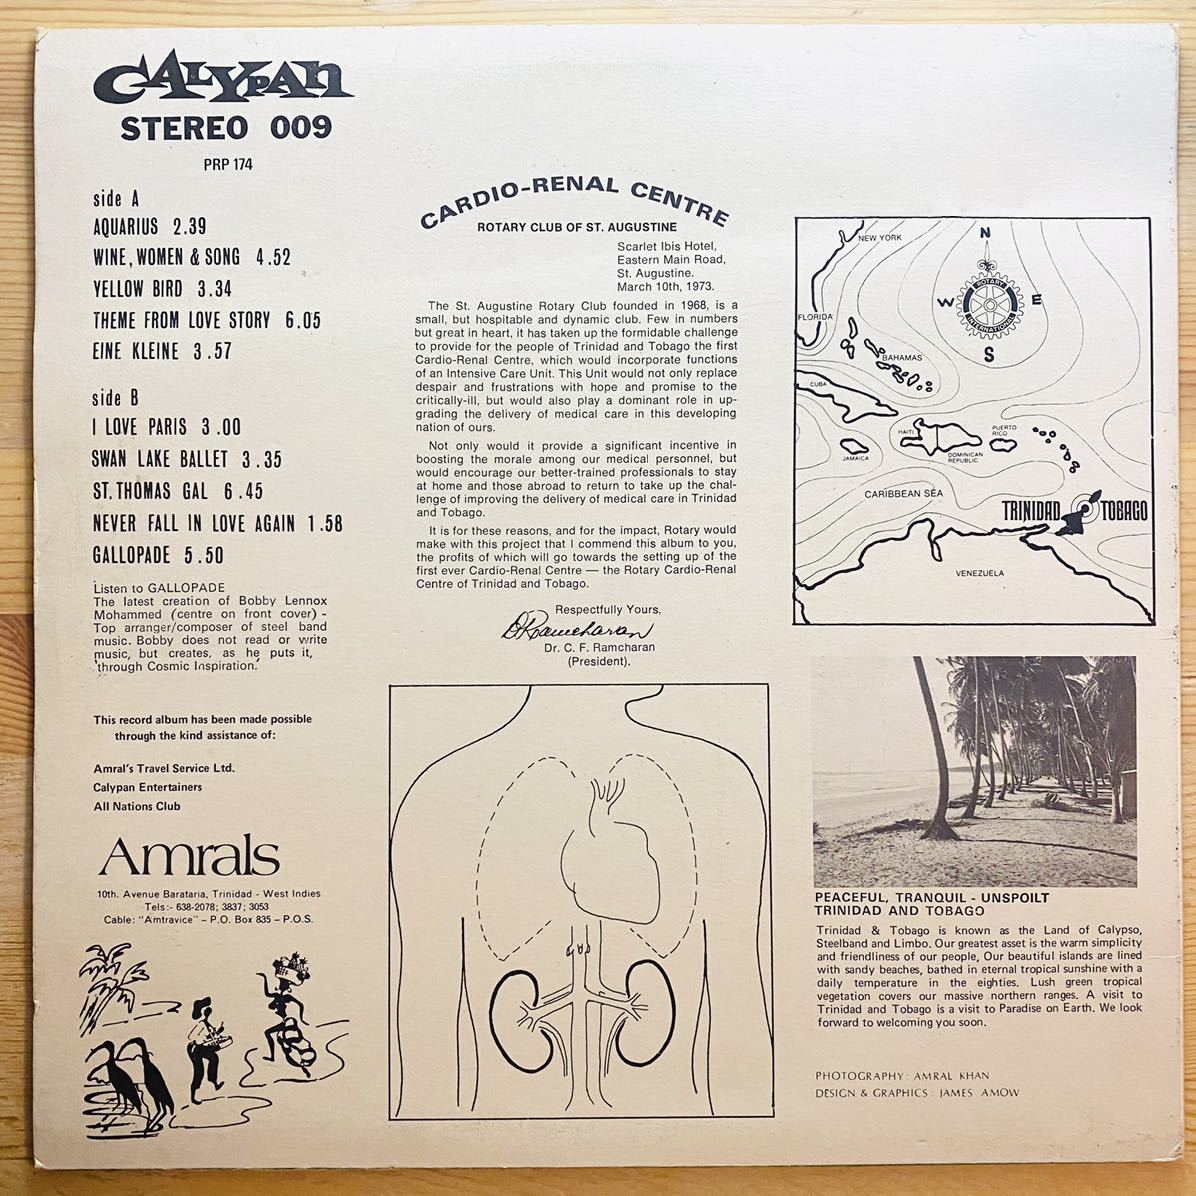 CALYPAN
STEREO 009
PRP 174
side A
AQUARIUS 2.39
WINE, WOMEN & SONG 4.52
YELLOW BIRD 3.34
THEME FROM LOVE STORY 6.05
EINE KLEINE 3.57
side B
I LOVE PARIS 3.00
SWAN LAKE BALLET 3.35
ST. THOMAS GAL 6.45
NEVER FALL IN LOVE AGAIN 1.58
GALLOPADE 5.50
Listen to GALLOPADE
The latest creation of Bobby Lennox
Mohammed (centre on front cover) -
Top arranger/composer of steel band
music. Bobby does not read or write
music, but creates, as he puts it,
'through Cosmic Inspiration.'
This record album has been made possible
through the kind assistance of:
Amral's Travel Service Ltd.
Calypan Entertainers
All Nations Club
Amrals
10th. Avenue Barataria, Trinidad - West Indies
Tels:- 638-2078; 3837; 3053
Cable: "Amtravice" – P.O. Box 835 – P.O.S.
CARDIO-RENAL CENTRE
ROTARY CLUB OF ST. AUGUSTINE
Scarlet Ibis Hotel,
Eastern Main Road,
St. Augustine.
March 10th, 1973.
The St. Augustine Rotary Club founded in 1968, is a
small, but hospitable and dynamic club. Few in numbers
but great in heart, it has taken up the formidable challenge
to provide for the people of Trinidad and Tobago the first
Cardio-Renal Centre, which would incorporate functions
of an Intensive Care Unit. This Unit would not only replace
despair and frustrations with hope and promise to the
critically-ill, but would also play a dominant role in up-
grading the delivery of medical care in this developing
nation of ours.
Not only would it provide a significant incentive in
boosting the morale among our medical personnel, but
would encourage our better-trained professionals to stay
at home and those abroad to return to take up the chal-
lenge of improving the delivery of medical care in Trinidad
and Tobago.
It is for these reasons, and for the impact, Rotary would
make with this project that I commend this album to you,
the profits of which will go towards the setting up of the
first ever Cardio-Renal Centre — the Rotary Cardio-Renal
Centre of Trinidad and Tobago.
Respectfully Yours,
Ramcharan
Dr. C. F. Ramcharan
(President).
NEW YORK
N
W
E
S
ROTARY
INTERNATIONAL
FLORIDA
BAHAMAS
CUBA
HAITI
PUERTO
RICO
JAMAICA
DOMINICAN
REPUBLIC
CARIBBEAN SEA
TRINIDAD TOBAGO
VENEZUELA
PEACEFUL, TRANQUIL - UNSPOILT
TRINIDAD AND TOBAGO
Trinidad & Tobago is known as the Land of Calypso,
Steelband and Limbo. Our greatest asset is the warm simplicity
and friendliness of our people, Our beautiful islands are lined
with sandy beaches, bathed in eternal tropical sunshine with a
daily temperature in the eighties. Lush green tropical
vegetation covers our massive northern ranges. A visit to
Trinidad and Tobago is a visit to Paradise on Earth. We look
forward to welcoming you soon.
PHOTOGRAPHY: AMRAL KHAN
DESIGN & GRAPHICS: JAMES AMOW